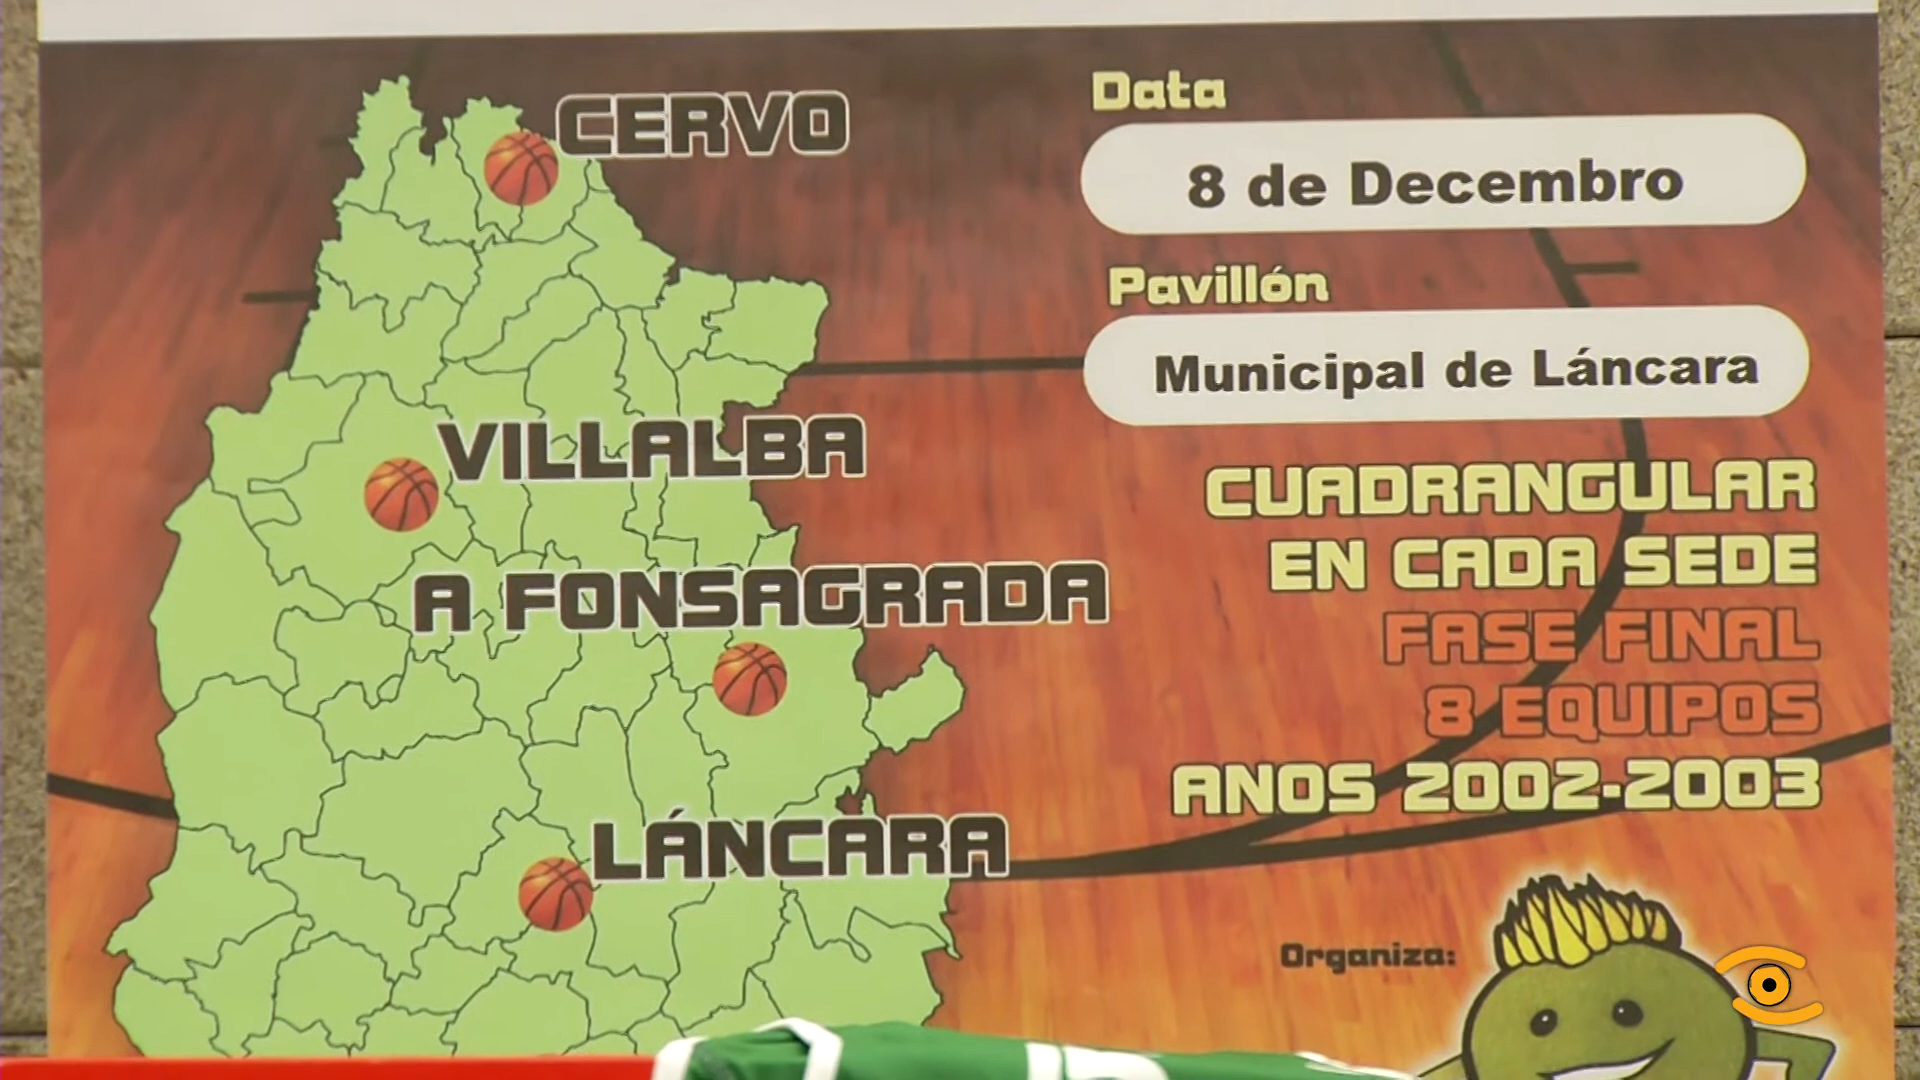 CERVO
VILLALBA
A FONSAGRADA
LÁNCARA
Data
8 de Decembro
Pavillón
Municipal de Láncara
CUADRANGULAR
EN CADA SEDE
FASE FINAL
8 EQUIPOS
ANOS 2002-2003
Organiza: